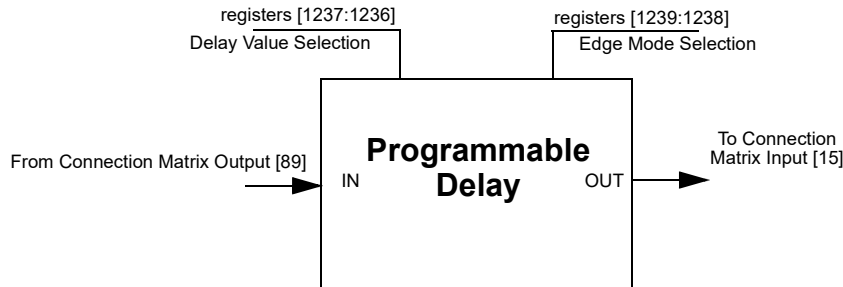 registers [1237:1236]
Delay Value Selection
registers [1239:1238]
Edge Mode Selection
From Connection Matrix Output [89]
IN
Programmable
Delay
OUT
To Connection
Matrix Input [15]